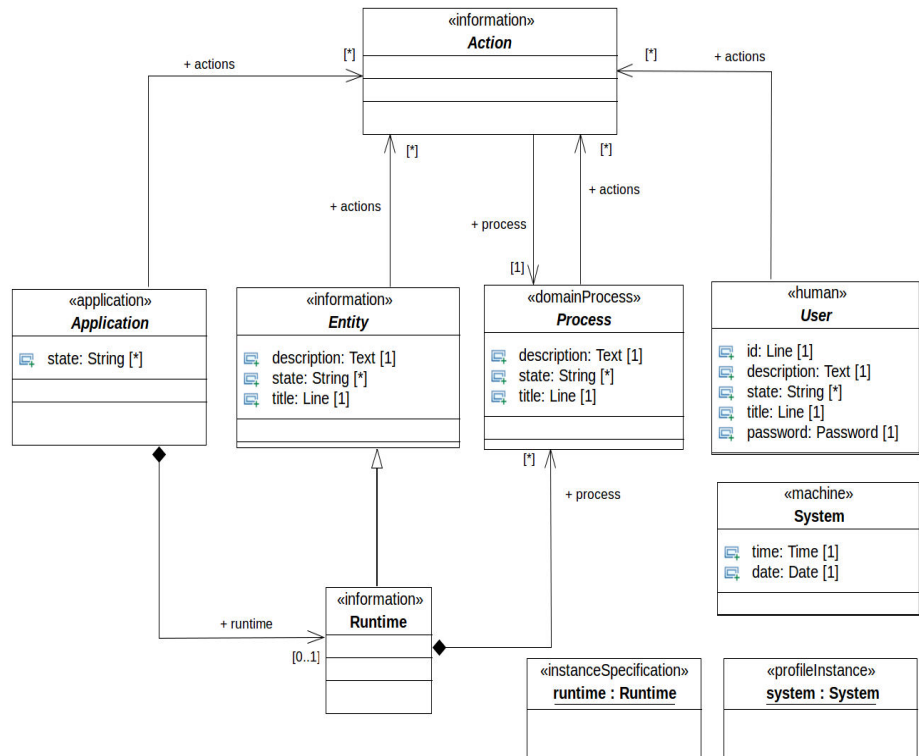 «information»
Action
[*]
[*]
+ actions
+ actions
[*]
[*]
+ actions
+ actions
+ process
[1]
«application»
Application
state: String [*]
«information»
Entity
description: Text [1]
state: String [*]
title: Line [1]
«domainProcess»
Process
description: Text [1]
state: String [*]
title: Line [1]
«human»
User
id: Line [1]
description: Text [1]
state: String [*]
title: Line [1]
password: Password [1]
[*]
+ process
«machine»
System
time: Time [1]
date: Date [1]
«information»
Runtime
+ runtime
[0..1]
«instanceSpecification»
runtime : Runtime
«profileInstance»
system : System